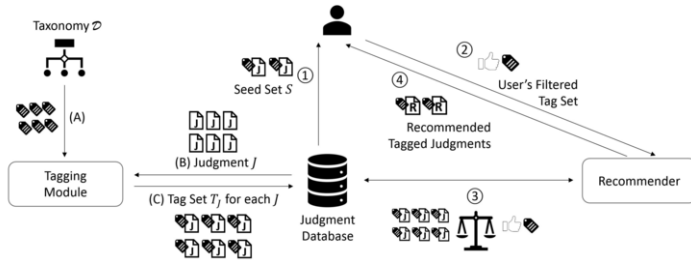 Taxonomy 𝒟
(A)
Tagging
Module
(B) Judgment J
J J J
J J J
(C) Tag Set T_J for each J
J J J
J J J
J J
Seed Set S
①
Judgment
Database
②
User's Filtered
Tag Set
④
R R
Recommended
Tagged Judgments
Recommender
③
J J J
J J J